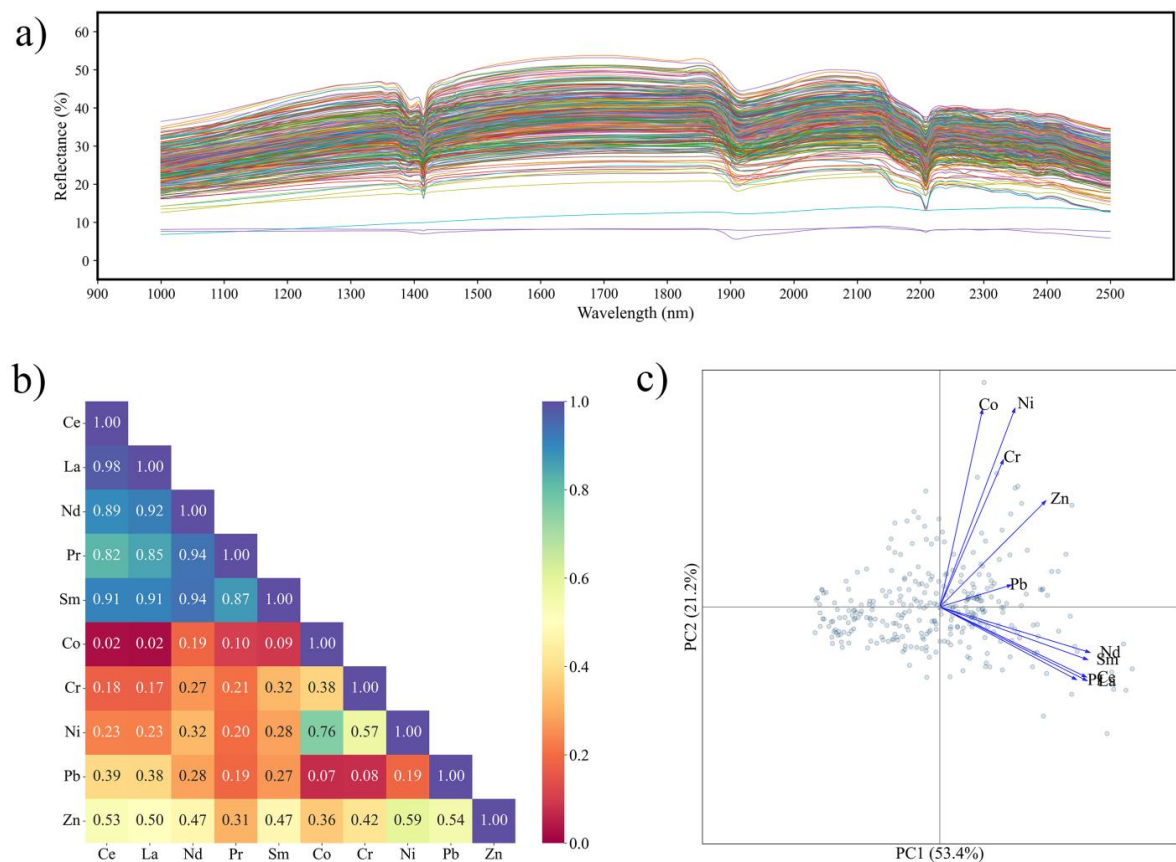 a)
Reflectance (%)
60
50
40
30
20
10
0
900 1000 1100 1200 1300 1400 1500 1600 1700 1800 1900 2000 2100 2200 2300 2400 2500
Wavelength (nm)
b)
Ce 1.00
La 0.98 1.00
Nd 0.89 0.92 1.00
Pr 0.82 0.85 0.94 1.00
Sm 0.91 0.91 0.94 0.87 1.00
Co 0.02 0.02 0.19 0.10 0.09 1.00
Cr 0.18 0.17 0.27 0.21 0.32 0.38 1.00
Ni 0.23 0.23 0.32 0.20 0.28 0.76 0.57 1.00
Pb 0.39 0.38 0.28 0.19 0.27 0.07 0.08 0.19 1.00
Zn 0.53 0.50 0.47 0.31 0.47 0.36 0.42 0.59 0.54 1.00
Ce La Nd Pr Sm Co Cr Ni Pb Zn
1.0
0.8
0.6
0.4
0.2
0.0
c)
PC2 (21.2%)
Co Ni
Cr
Zn
Pb
Nd
Sm
Ce
Pr La
PC1 (53.4%)